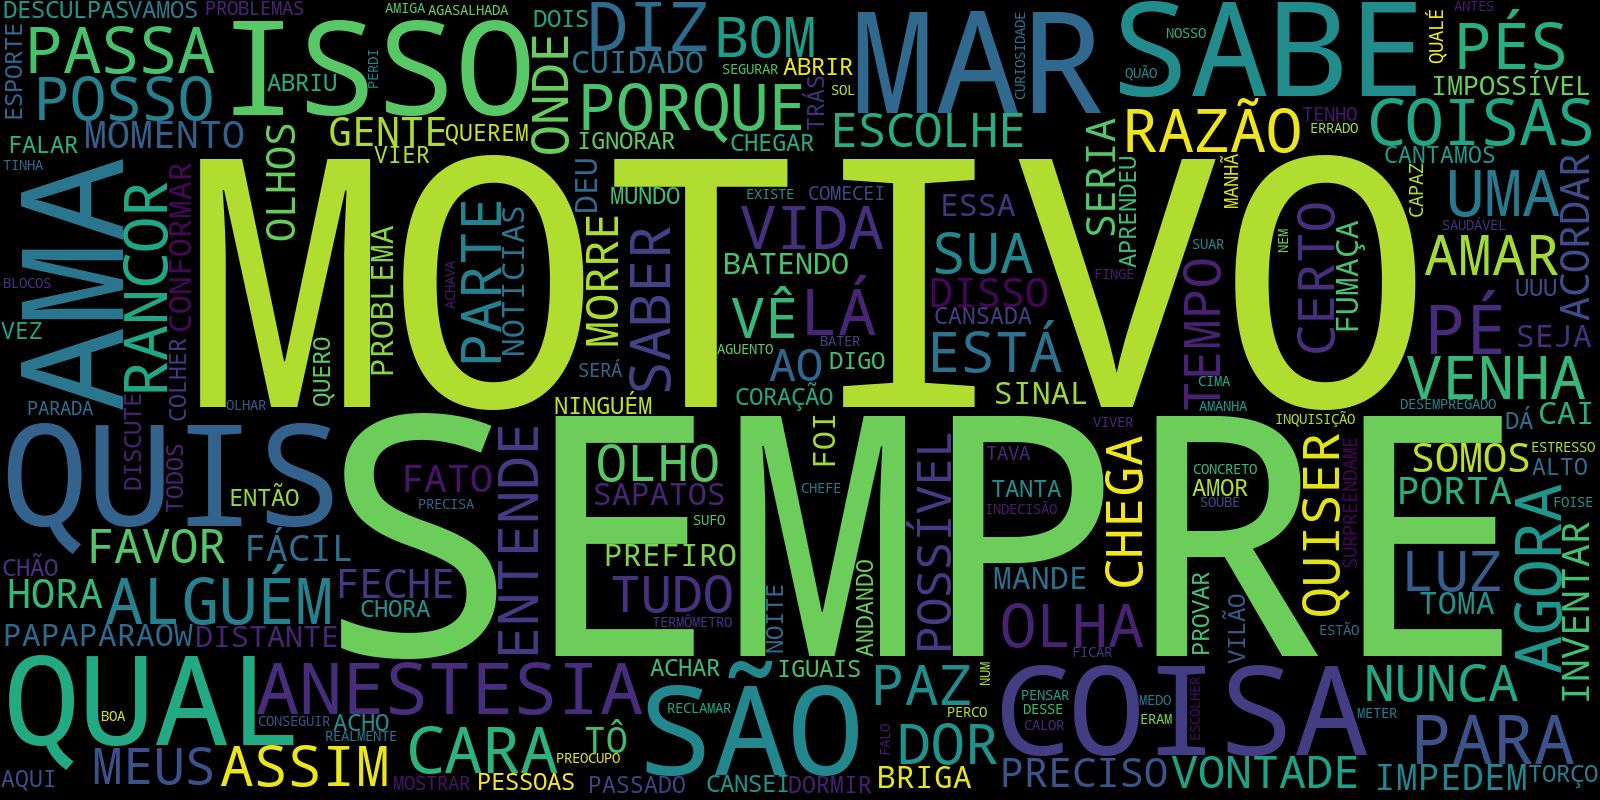 DESCULPAS
VAMOS
PROBLEMAS
AMIGA
AGASALHADA
DOIS
DIZ
MAR
SABE
NOSSO
QUALÉ
ANTES
ESPORTE
PASSA
ISSO
ONDE
BOM
CUIDADO
SEGURAR
ABRIR
CURIOSIDADE
QUÃO
PÉS
IMPOSSÍVEL
POSSO
ABRIU
PERDI
PORQUE
TRÁS
SOL
ESCOLHE
RAZÃO
TENHO
ERRADO
COISAS
FALAR
MOMENTO
GENTE
QUEREM
VIER
IGNORAR
CHEGAR
CANTAMOS
TINHA
AMA
RANCOR
CONFORMAR
OLHOS
MOTIVO
DEU
MUNDO
EXISTE
COMECEI
ESSA
SERIA
APRENDEU
MANHÃ
CAPAZ
UMA
ACORDAR
SAUDÁVEL
PARTE
NOTÍCIAS
ACHAVA
MORRE
SABER
VIDA
BATENDO
SUA
SUAR
NEM
CERTO
FUMAÇA
AMAR
BLOCOS
PROBLEMA
VÊ
LÁ
DISSO
CANSADA
FINGE
TEMPO
UUU
VEZ
COLHER
QUERO
AGUENTO
BATER
AO
DIGO
ESTÁ
PÉ
SEJA
SERÁ
CORAÇÃO
SINAL
CIMA
VENHA
PARADA
DISCUTE
OLHAR
NINGUÉM
AMANHA
DESEMPREGADO
DÁ
CAI
QUIS
TODOS
SEMPRE
ENTENDE
FOI
VIVER
INQUISIÇÃO
ENTÃO
FATO
PRECISA
OLHO
SAPATOS
CHEFE
POSSÍVEL
TAVA
TANTA
INDECISÃO
CHEGA
CONCRETO
AMOR
SOUBE
QUISER
SURPREENDAME
SOMOS
ESTRESSO
ALTO
PORTA
FOISE
SUFO
CHÃO
FAVOR
FÁCIL
PREFIRO
HORA
ALGUÉM
FECHE
CHORA
TUDO
TERMÔMETRO
NOITE
ANDANDO
MANDE
OLHA
PROVAR
VILÃO
LUZ
TOMA
AGORA
INVENTAR
PAPAPARAOW
DISTANTE
ESTÃO
FICAR
QUAL
ANESTESIA
ACHAR
SÃO
IGUAIS
PAZ
NUM
COISA
NUNCA
BOA
CONSEGUIR
ACHO
REALMENTE
RECLAMAR
PERCO
PENSAR
DESSE
CALOR
MEDO
ERAM
ESCOLHER
METER
PARA
AQUI
MEUS
ASSIM
CARA
TÔ
PREOCUPO
FALO
DOR
MOSTRAR
PESSOAS
PASSADO
CANSEI
DORMIR
BRIGA
PRECISO
VONTADE
IMPEDEM
TORÇO